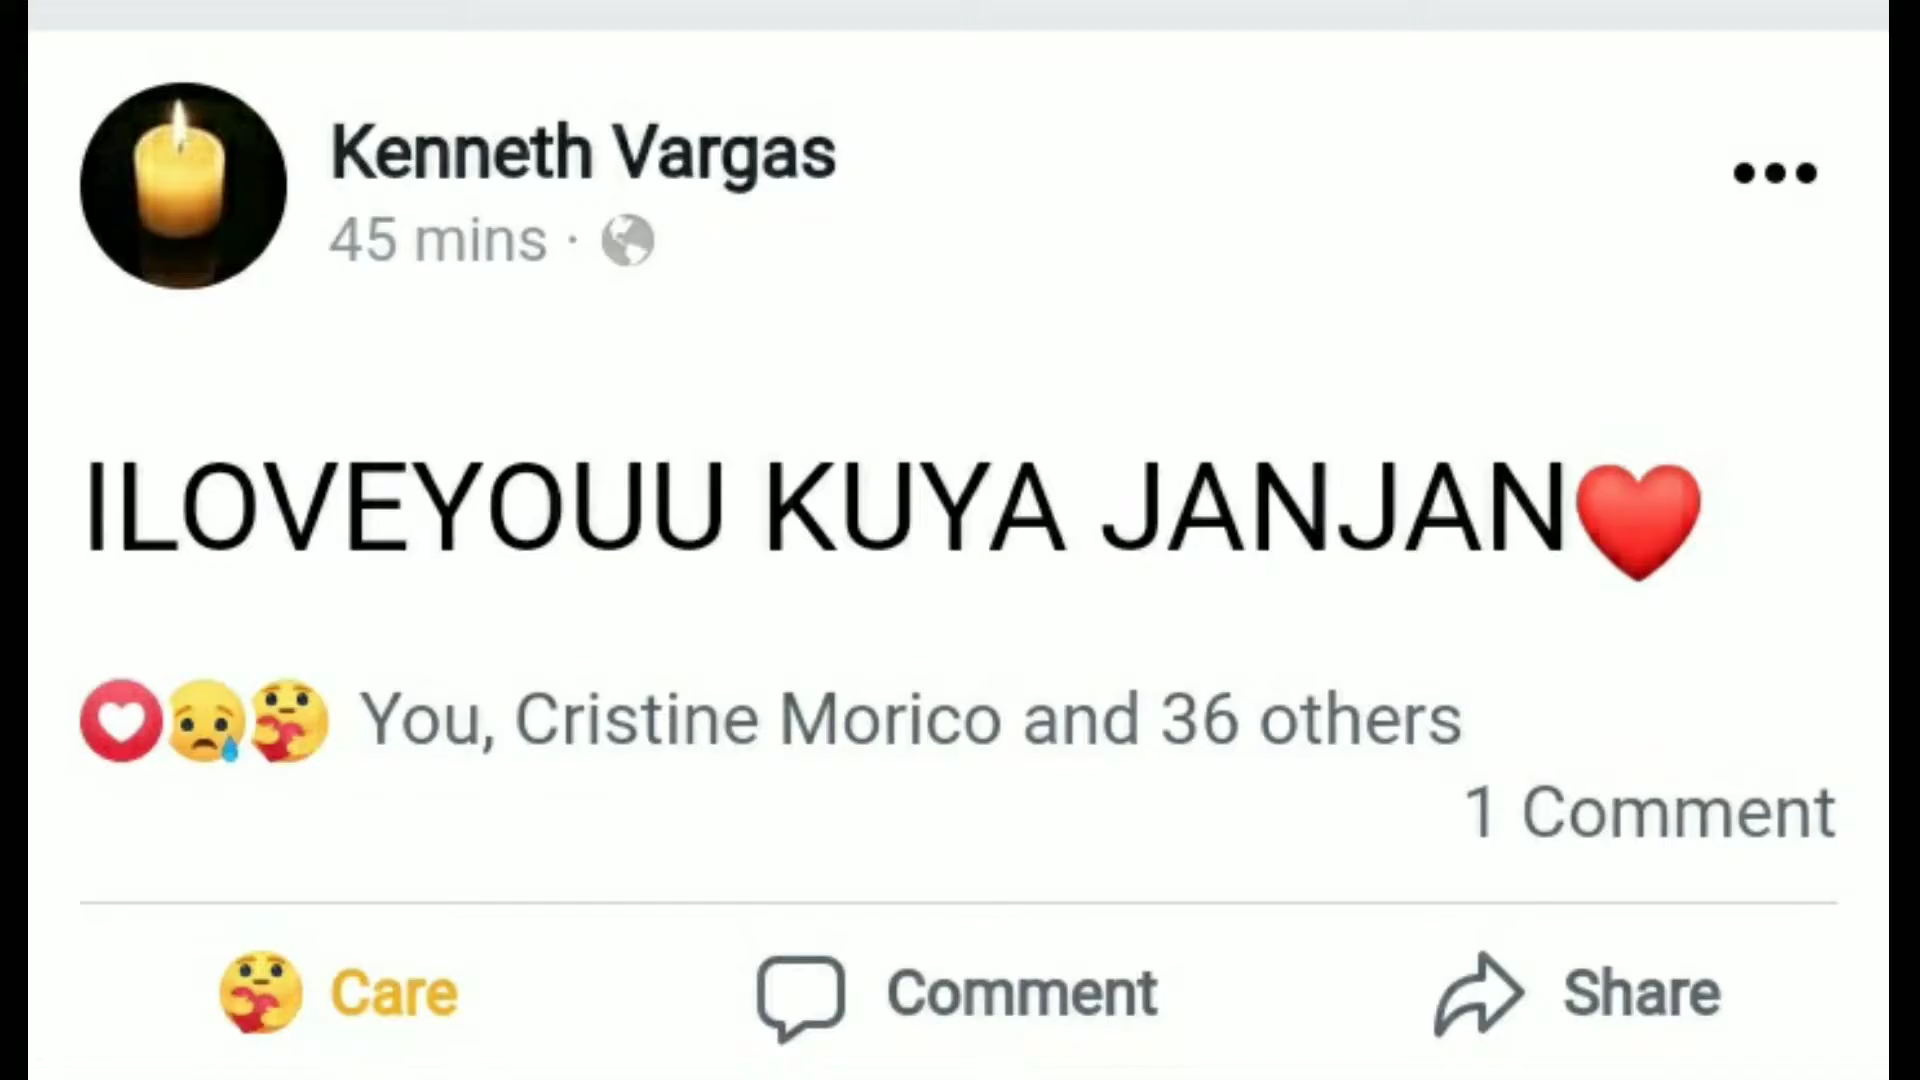 Kenneth Vargas
45 mins ·
ILOVEYOUU KUYA JANJAN❤️
You, Cristine Morico and 36 others
1 Comment
Care Comment Share